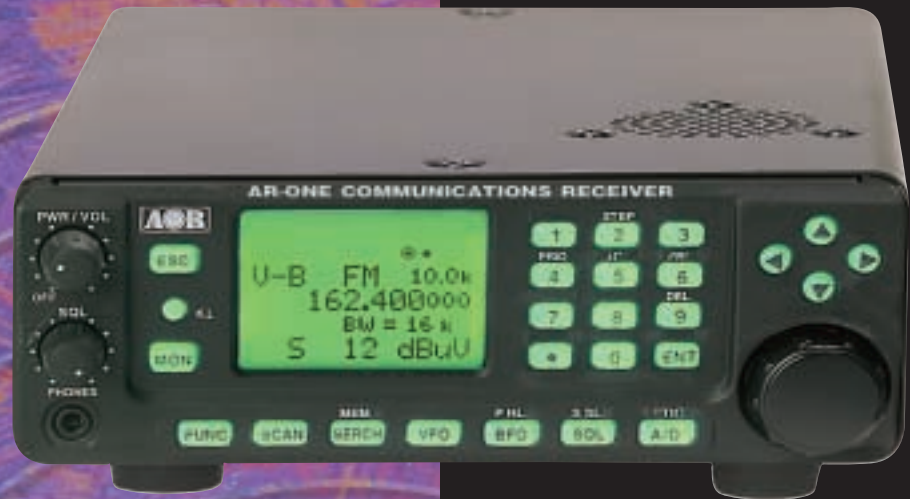 AR-ONE COMMUNICATIONS RECEIVER
PWR / VOL
AOR
OFF
ESC
SQL
MON
PHONES
V-B FM 10.0k
162.400000
BW = 16 k
S 12 dBuV
STEP
1 2 3
4 5 6
DEL
7 8 9
• 0 ENT
MEM
FUNC SCAN SERCH VFO BFO SQL A/D